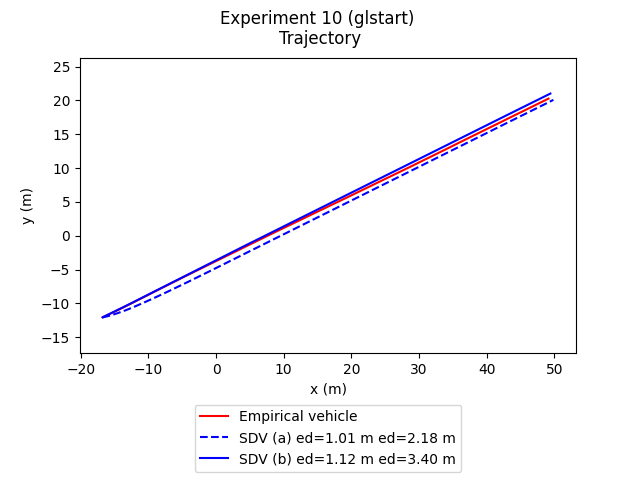 Experiment 10 (glstart)
Trajectory
25
20
15
10
5
0
−5
−10
−15
y (m)
−20 −10 0 10 20 30 40 50
x (m)
Empirical vehicle
SDV (a) ed=1.01 m ed=2.18 m
SDV (b) ed=1.12 m ed=3.40 m